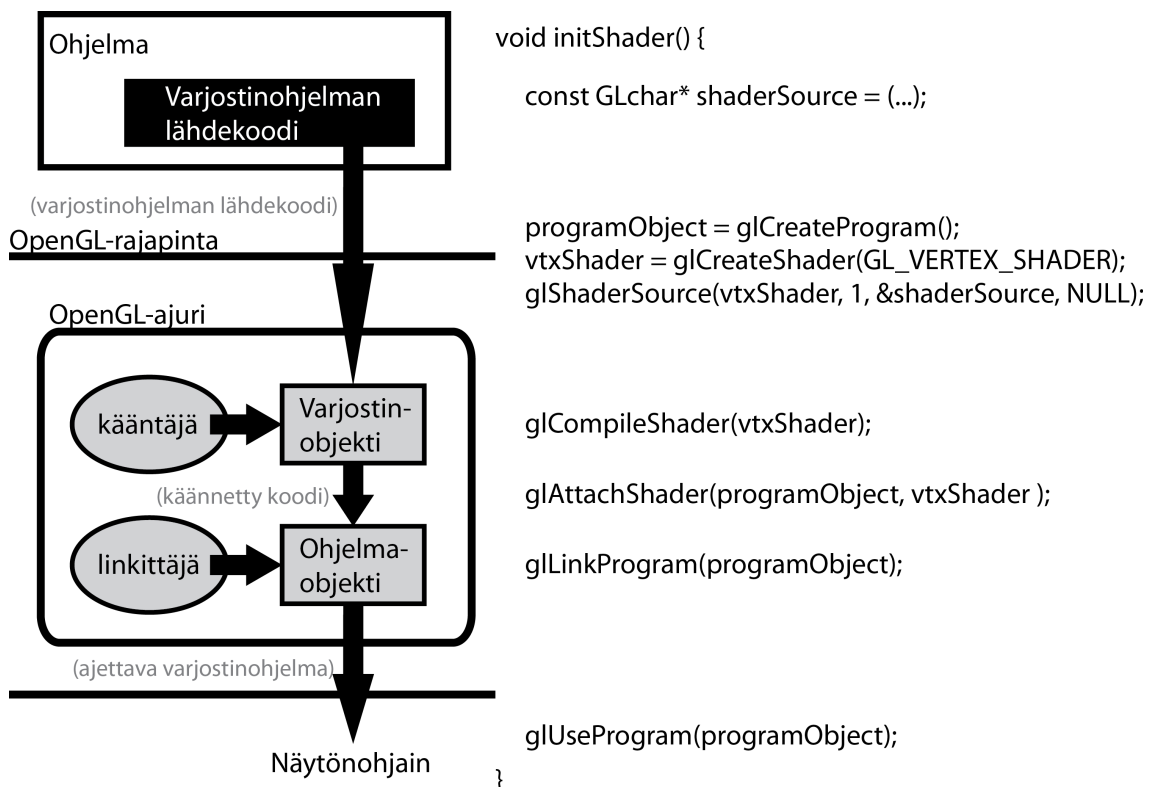 Ohjelma
Varjostinohjelman
lähdekoodi
(varjostinohjelman lähdekoodi)
OpenGL-rajapinta
OpenGL-ajuri
kääntäjä
Varjostin-
objekti
(käännetty koodi)
linkittäjä
Ohjelma-
objekti
(ajettava varjostinohjelma)
Näytönohjain
void initShader() {
const GLchar* shaderSource = (...);
programObject = glCreateProgram();
vtxShader = glCreateShader(GL_VERTEX_SHADER);
glShaderSource(vtxShader, 1, &shaderSource, NULL);
glCompileShader(vtxShader);
glAttachShader(programObject, vtxShader );
glLinkProgram(programObject);
glUseProgram(programObject);
}